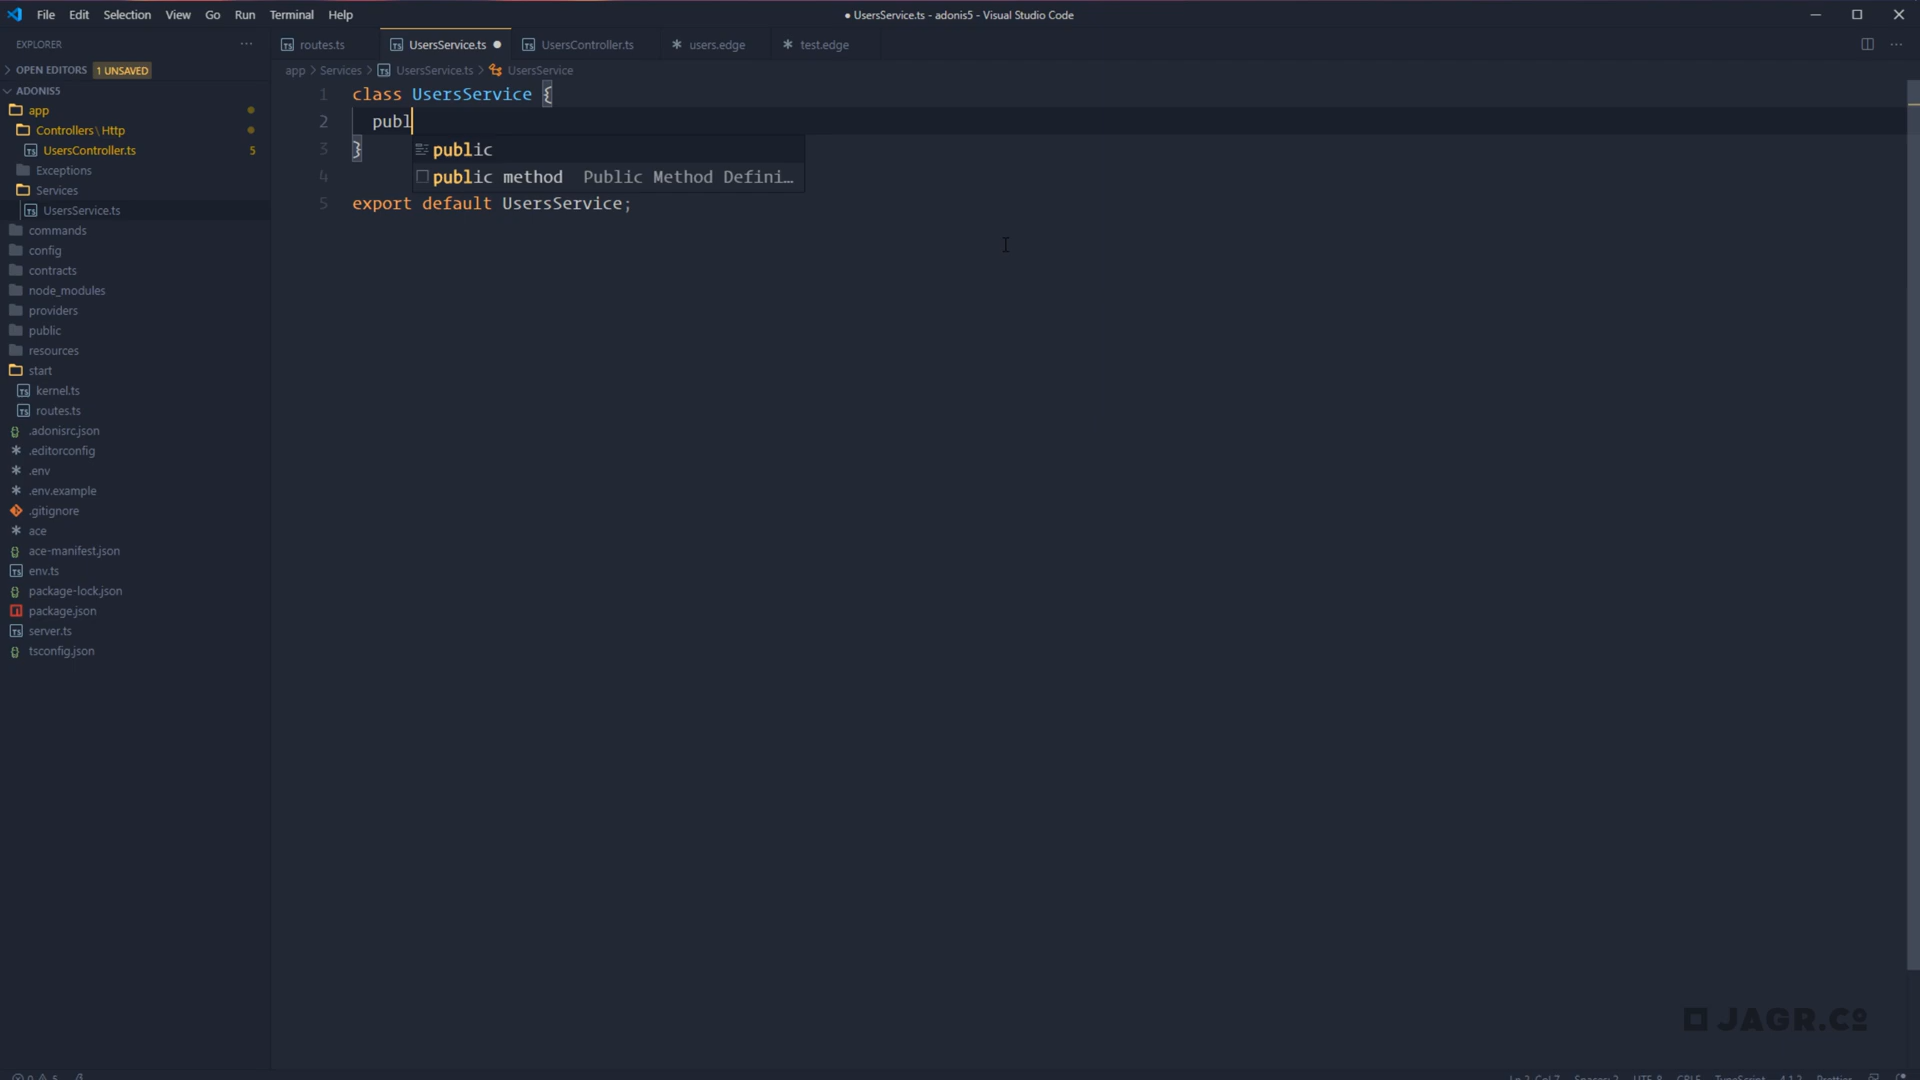 File Edit Selection View Go Run Terminal Help
● UsersService.ts - adonis5 - Visual Studio Code
EXPLORER
OPEN EDITORS 1 UNSAVED
ADONIS5
app
Controllers \ Http
UsersController.ts 5
Exceptions
Services
UsersService.ts
commands
config
contracts
node_modules
providers
public
resources
start
kernel.ts
routes.ts
.adonisrc.json
.editorconfig
.env
.env.example
.gitignore
ace
ace-manifest.json
env.ts
package-lock.json
package.json
server.ts
tsconfig.json
routes.ts UsersService.ts UsersController.ts users.edge test.edge
app > Services > UsersService.ts > UsersService
1 class UsersService {
2 publ
public
public method Public Method Defini…
3 }
4
5 export default UsersService;
JAGR.Co